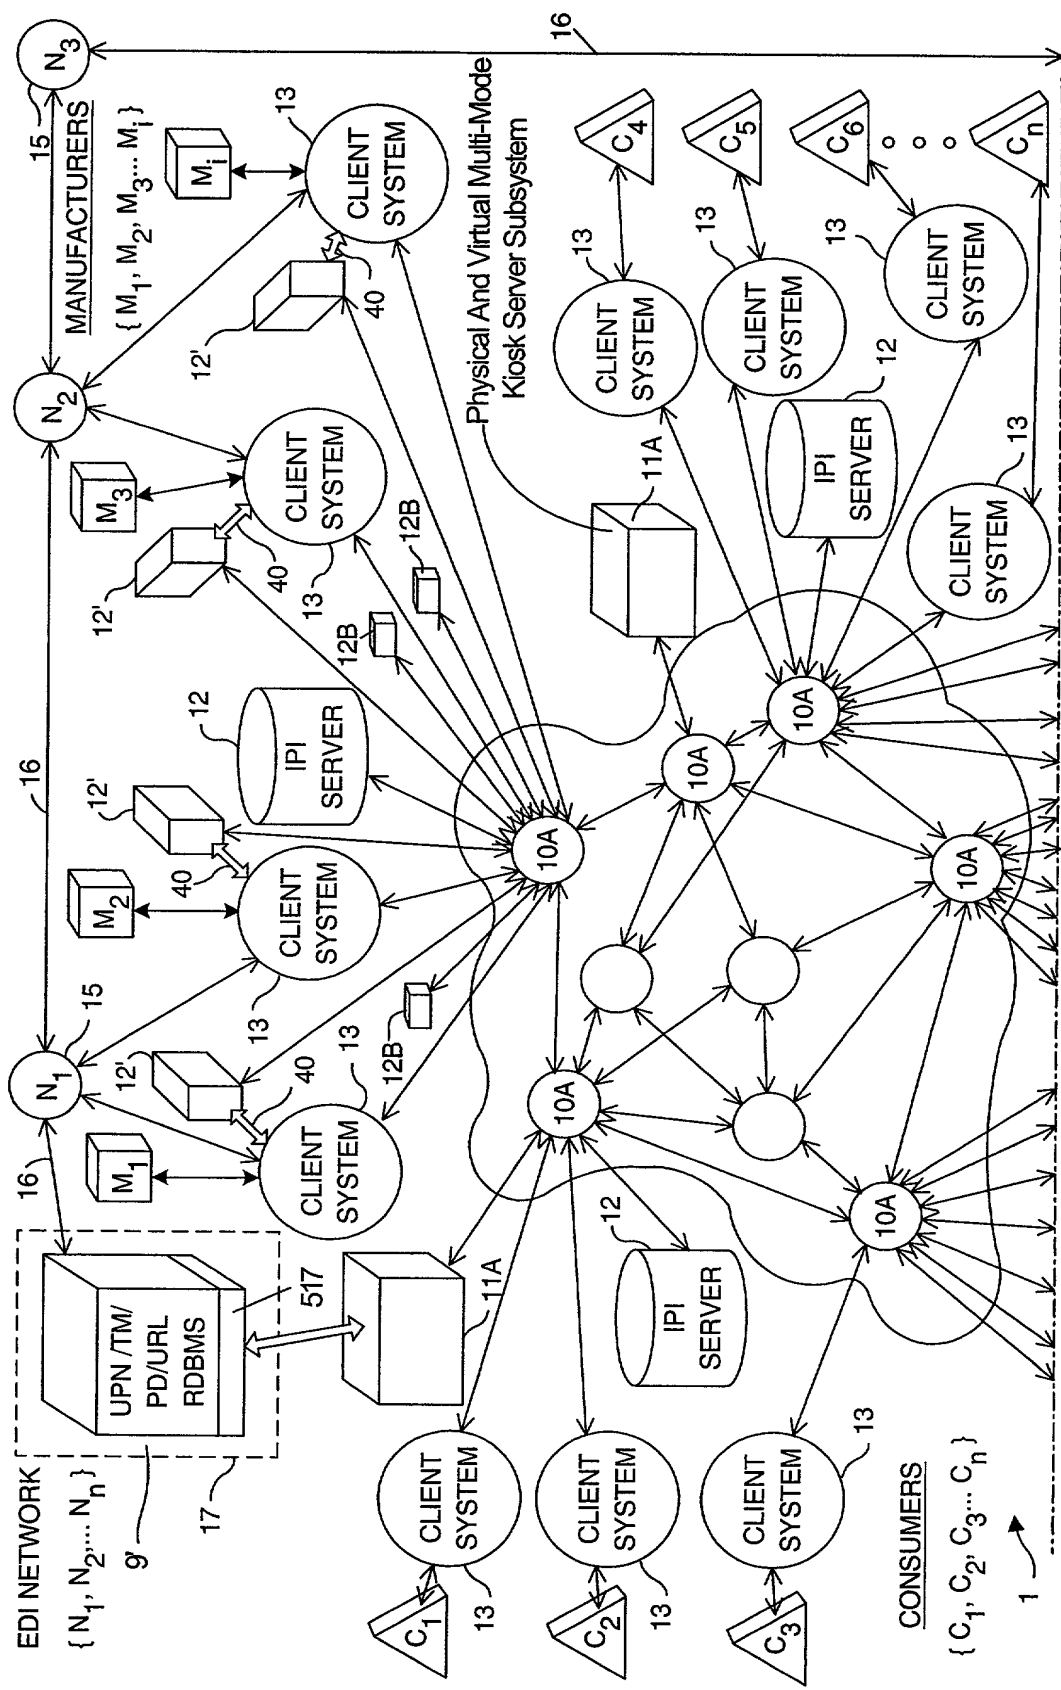 EDI NETWORK
{ N1, N2,.... Nn }
9'
17
UPN /TM/
PD/URL
RDBMS
517
16
N1
15
16
N2
15
N3
16
MANUFACTURERS
{ M1, M2, M3... Mi }
M1
CLIENT
SYSTEM
13
12'
40
M2
CLIENT
SYSTEM
13
12'
40
M3
CLIENT
SYSTEM
13
12'
40
Mi
CLIENT
SYSTEM
13
12'
40
IPI
SERVER
12
12B
12B
12B
11A
Physical And Virtual Multi-Mode
Kiosk Server Subsystem
11A
10A
10A
10A
10A
10A
10A
C1
CLIENT
SYSTEM
13
C2
CLIENT
SYSTEM
13
C3
CLIENT
SYSTEM
13
IPI
SERVER
12
CLIENT
SYSTEM
13
C4
CLIENT
SYSTEM
13
C5
IPI
SERVER
12
CLIENT
SYSTEM
13
C6
CLIENT
SYSTEM
13
Cn
CONSUMERS
{ C1, C2, C3... Cn }
1